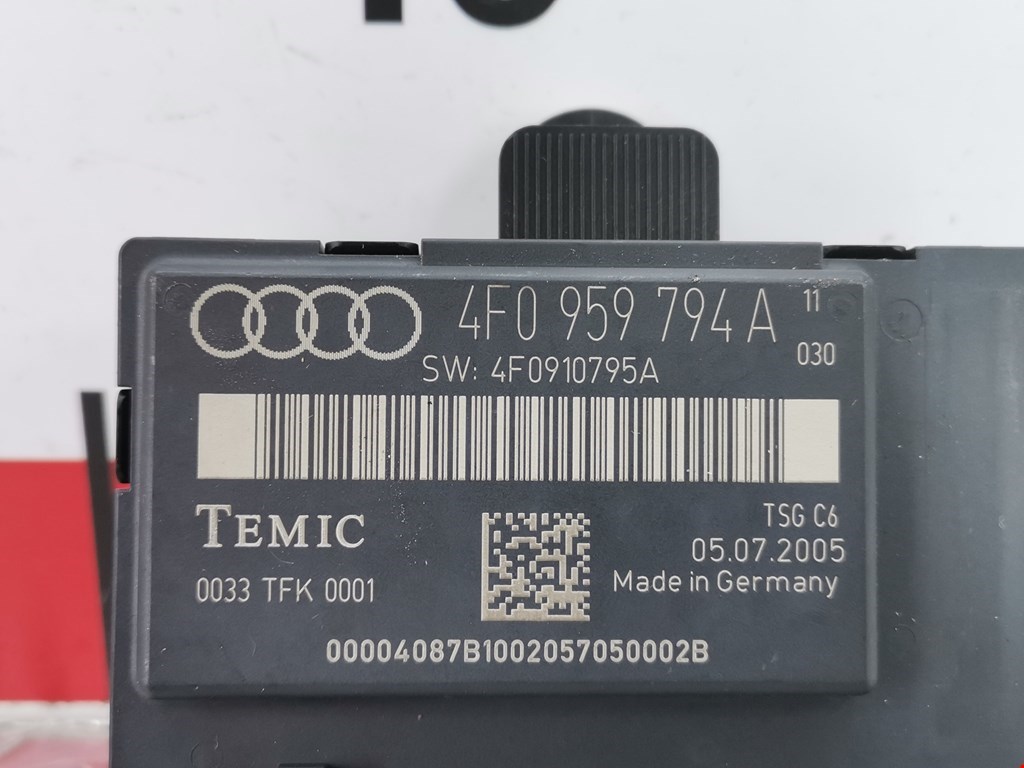 4F0 959 794 A 11
030
SW: 4F0910795A
TEMIC
TSG C6
05.07.2005
Made in Germany
0033 TFK 0001
00004087B1002057050002B